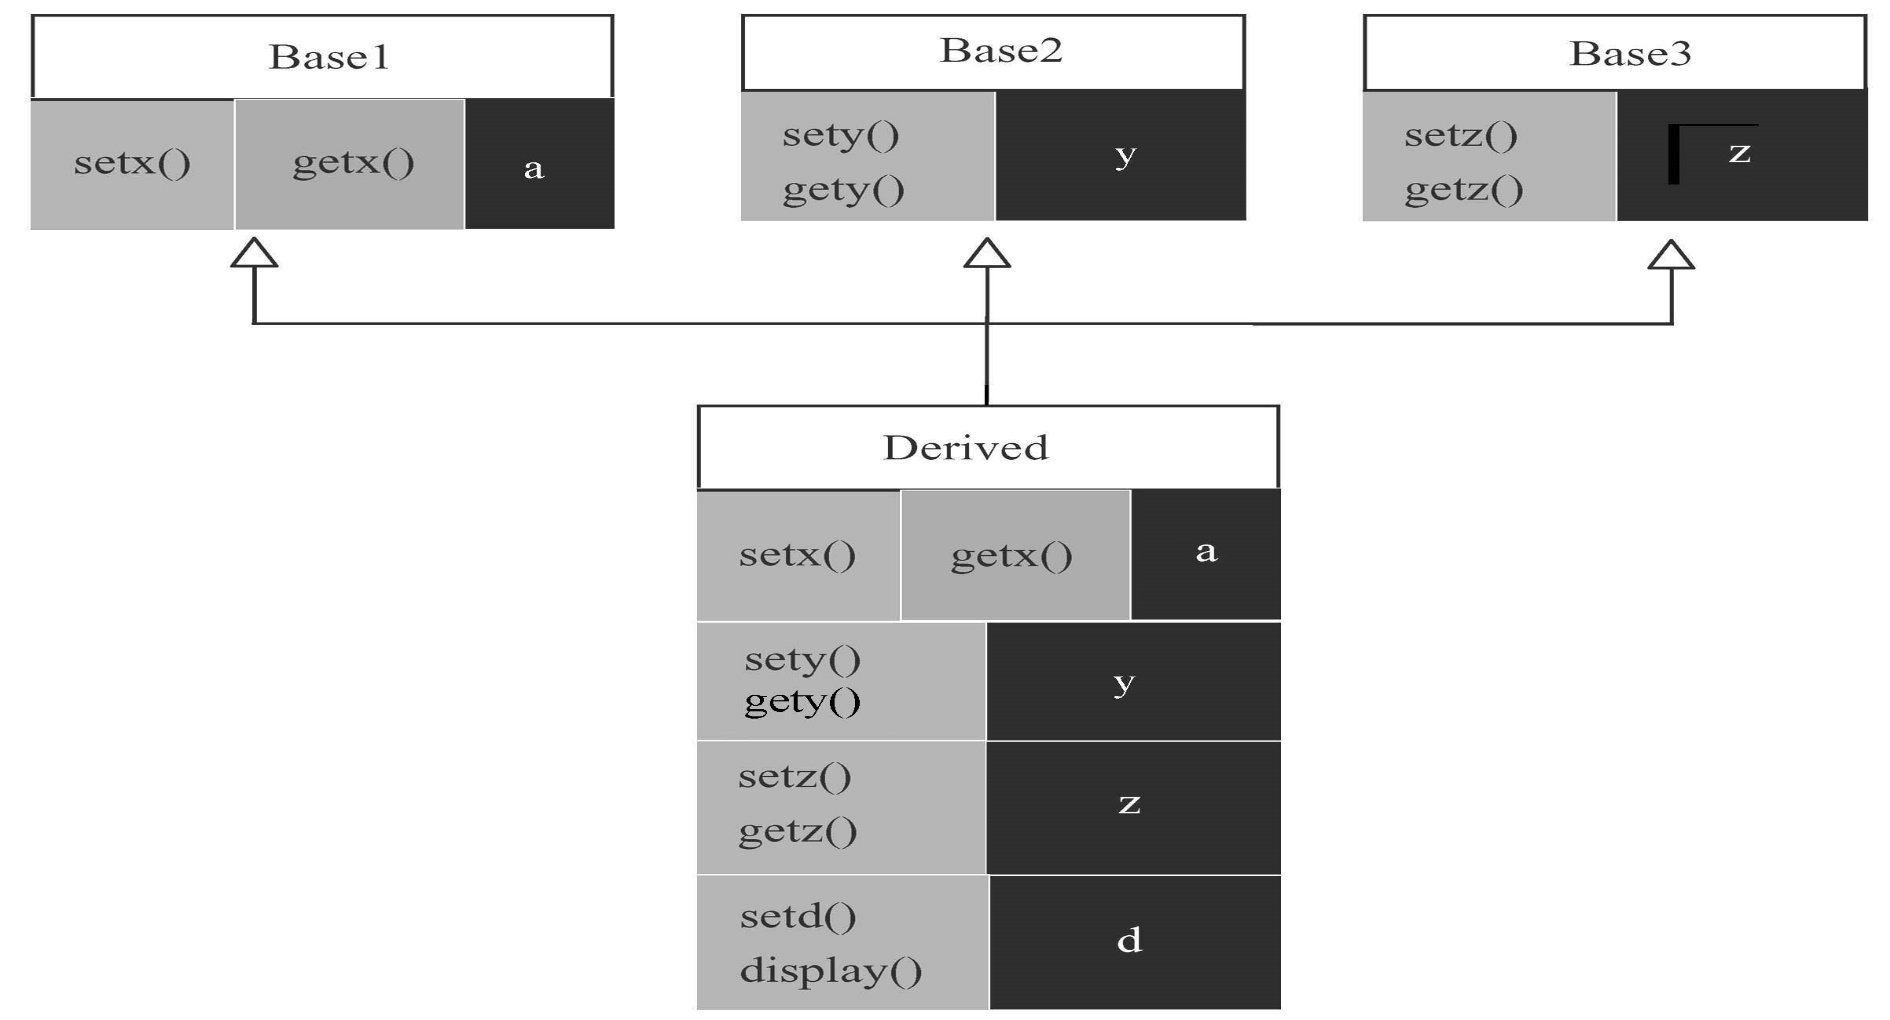 Base1
setx() getx() a
Base2
sety()
gety()
y
Base3
setz()
getz()
z
Derived
setx() getx() a
sety()
gety()
y
setz()
getz()
z
setd()
display()
d